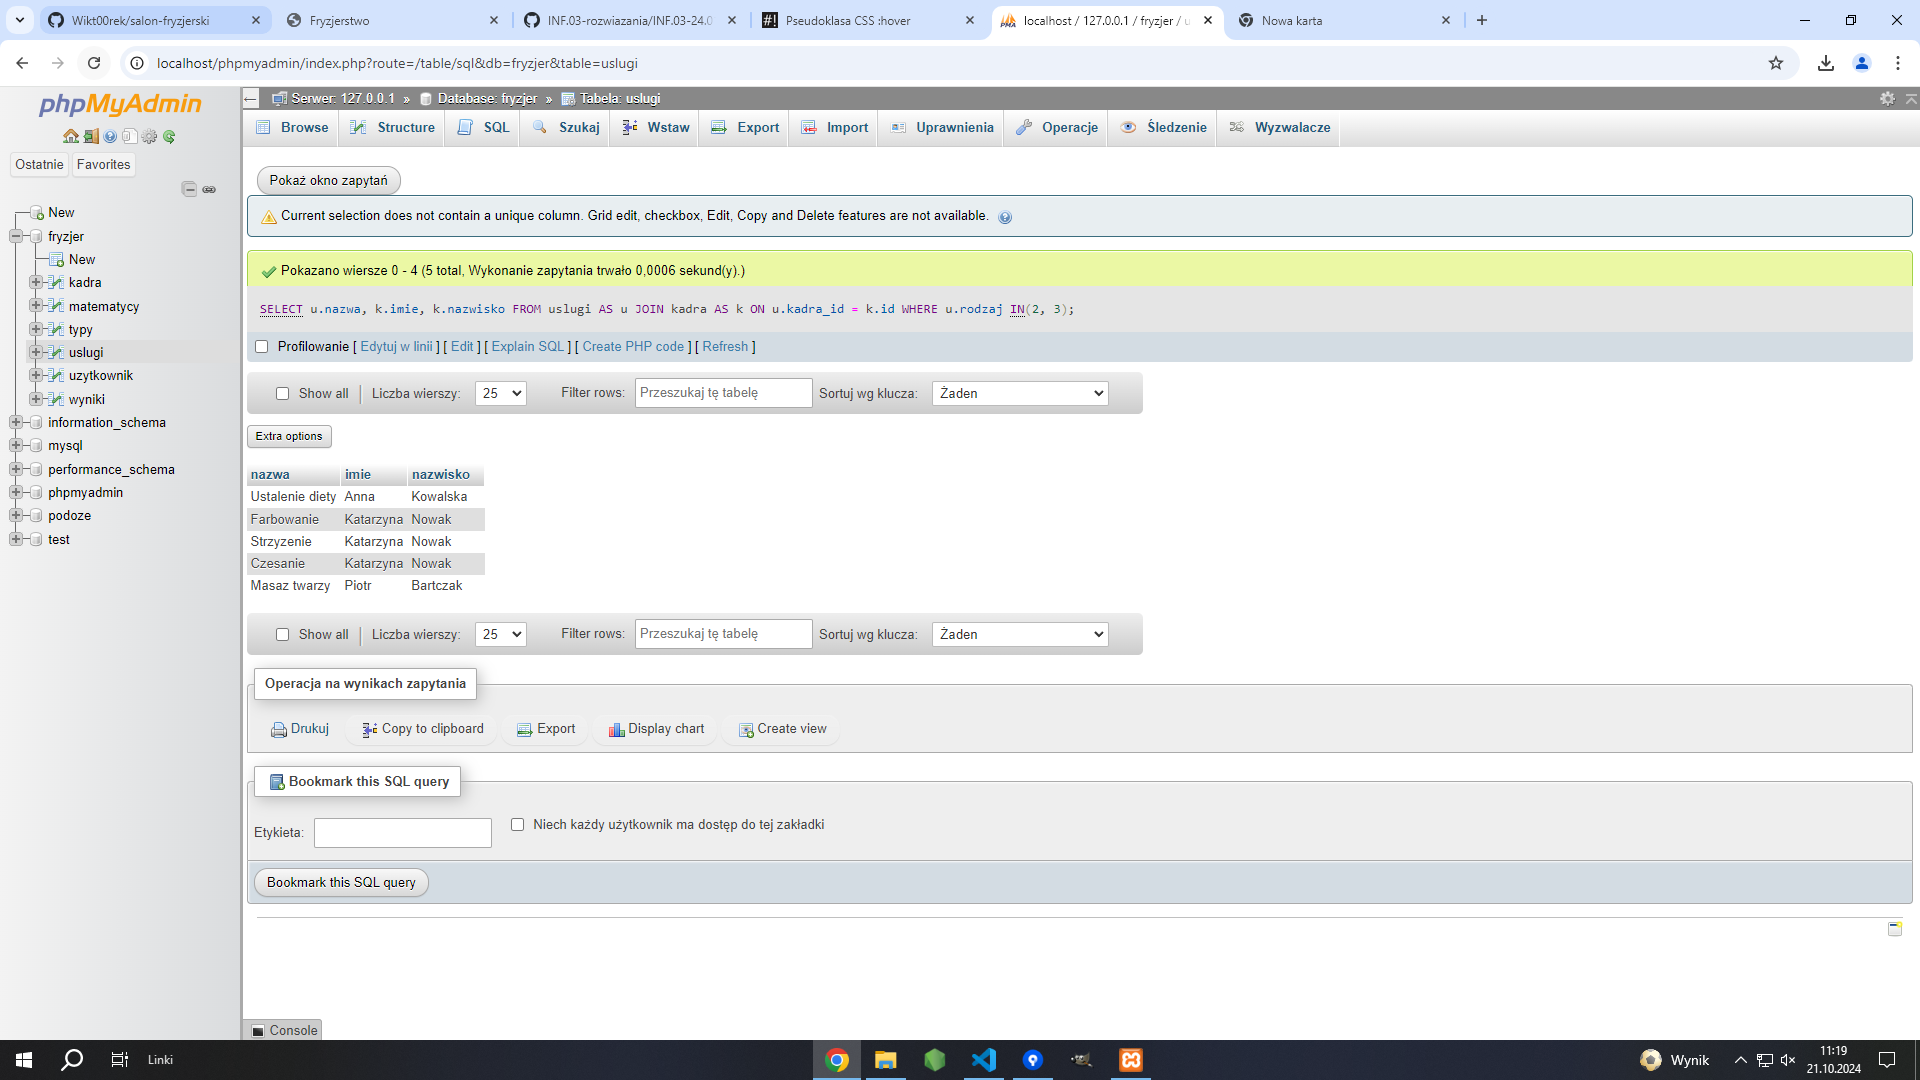 Wikt00rek/salon-fryzjerski
Fryzjerstwo
INF.03-rozwiazania/INF.03-24.0
Pseudoklasa CSS :hover
localhost / 127.0.0.1 / fryzjer / u
Nowa karta
localhost/phpmyadmin/index.php?route=/table/sql&db=fryzjer&table=uslugi
phpMyAdmin
Ostatnie
Favorites
New
fryzjer
New
kadra
matematycy
typy
uslugi
uzytkownik
wyniki
information_schema
mysql
performance_schema
phpmyadmin
podoze
test
Serwer: 127.0.0.1 » Database: fryzjer » Tabela: uslugi
Browse Structure SQL Szukaj Wstaw Export Import Uprawnienia Operacje Śledzenie Wyzwalacze
Pokaż okno zapytań
Current selection does not contain a unique column. Grid edit, checkbox, Edit, Copy and Delete features are not available.
Pokazano wiersze 0 - 4 (5 total, Wykonanie zapytania trwało 0,0006 sekund(y).)
SELECT u.nazwa, k.imie, k.nazwisko FROM uslugi AS u JOIN kadra AS k ON u.kadra_id = k.id WHERE u.rodzaj IN(2, 3);
Profilowanie [ Edytuj w linii ] [ Edit ] [ Explain SQL ] [ Create PHP code ] [ Refresh ]
Show all Liczba wierszy: 25 Filter rows: Przeszukaj tę tabelę Sortuj wg klucza: Żaden
Extra options
nazwa imie nazwisko
Ustalenie diety Anna Kowalska
Farbowanie Katarzyna Nowak
Strzyzenie Katarzyna Nowak
Czesanie Katarzyna Nowak
Masaz twarzy Piotr Bartczak
Show all Liczba wierszy: 25 Filter rows: Przeszukaj tę tabelę Sortuj wg klucza: Żaden
Operacja na wynikach zapytania
Drukuj Copy to clipboard Export Display chart Create view
Bookmark this SQL query
Etykieta: Niech każdy użytkownik ma dostęp do tej zakładki
Bookmark this SQL query
Console
Linki
Wynik
11:19
21.10.2024